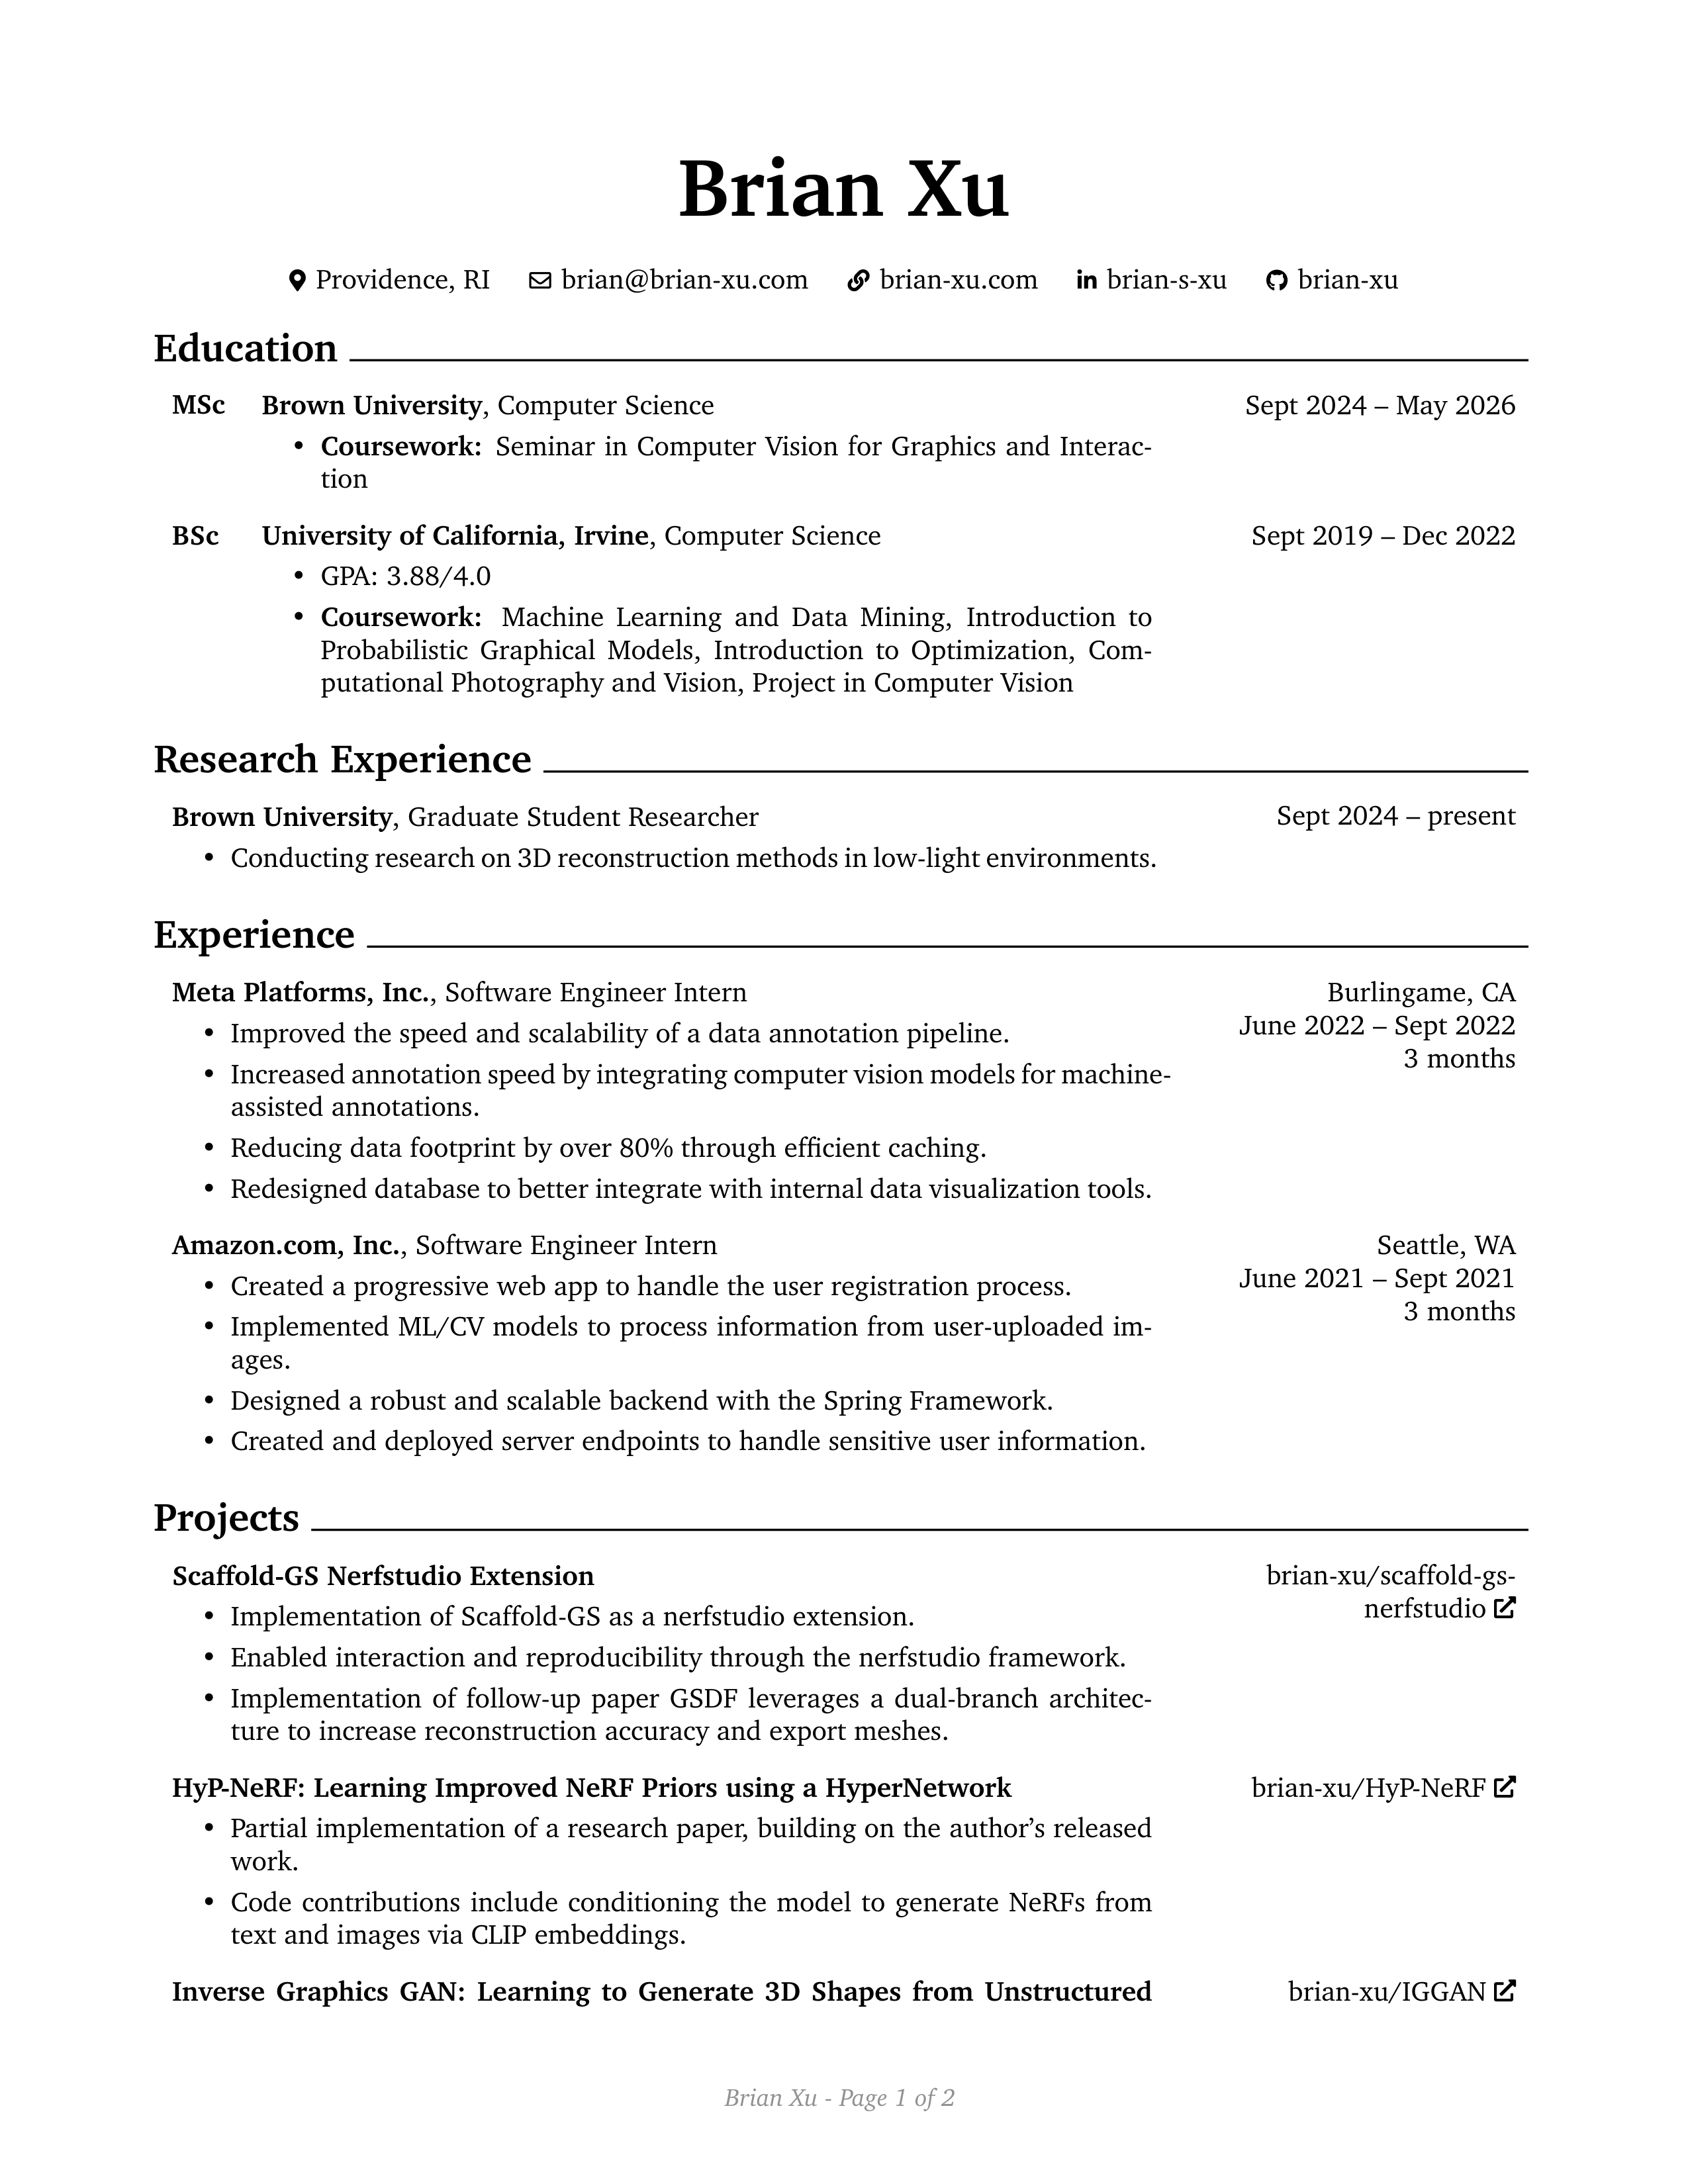 Brian Xu
Providence, RI brian@brian-xu.com brian-xu.com brian-s-xu brian-xu
Education
MSc Brown University, Computer Science Sept 2024 – May 2026
• Coursework: Seminar in Computer Vision for Graphics and Interac-
tion
BSc University of California, Irvine, Computer Science Sept 2019 – Dec 2022
• GPA: 3.88/4.0
• Coursework: Machine Learning and Data Mining, Introduction to
Probabilistic Graphical Models, Introduction to Optimization, Com-
putational Photography and Vision, Project in Computer Vision
Research Experience
Brown University, Graduate Student Researcher Sept 2024 – present
• Conducting research on 3D reconstruction methods in low-light environments.
Experience
Meta Platforms, Inc., Software Engineer Intern Burlingame, CA
• Improved the speed and scalability of a data annotation pipeline. June 2022 – Sept 2022
3 months
• Increased annotation speed by integrating computer vision models for machine-
assisted annotations.
• Reducing data footprint by over 80% through efficient caching.
• Redesigned database to better integrate with internal data visualization tools.
Amazon.com, Inc., Software Engineer Intern Seattle, WA
• Created a progressive web app to handle the user registration process. June 2021 – Sept 2021
3 months
• Implemented ML/CV models to process information from user-uploaded im-
ages.
• Designed a robust and scalable backend with the Spring Framework.
• Created and deployed server endpoints to handle sensitive user information.
Projects
Scaffold-GS Nerfstudio Extension brian-xu/scaffold-gs-
• Implementation of Scaffold-GS as a nerfstudio extension. nerfstudio
• Enabled interaction and reproducibility through the nerfstudio framework.
• Implementation of follow-up paper GSDF leverages a dual-branch architec-
ture to increase reconstruction accuracy and export meshes.
HyP-NeRF: Learning Improved NeRF Priors using a HyperNetwork brian-xu/HyP-NeRF
• Partial implementation of a research paper, building on the author’s released
work.
• Code contributions include conditioning the model to generate NeRFs from
text and images via CLIP embeddings.
Inverse Graphics GAN: Learning to Generate 3D Shapes from Unstructured brian-xu/IGGAN
Brian Xu - Page 1 of 2